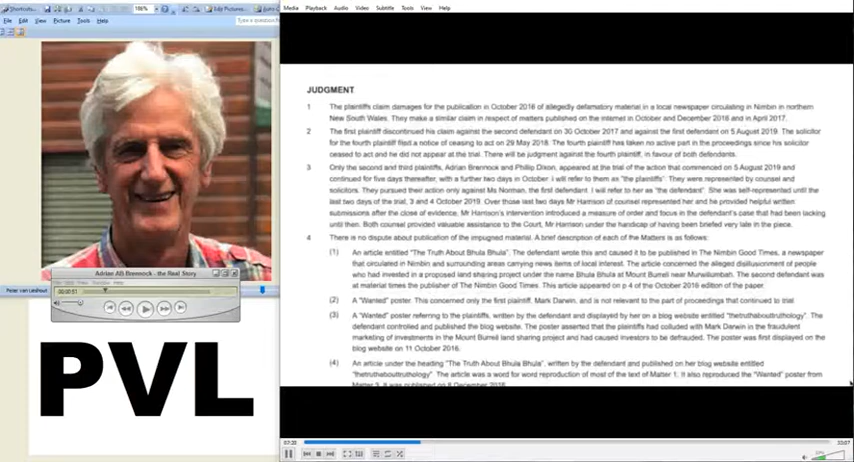 Shortcuts...
186%
Edit Pictures...
File Edit View Picture Tools Help
Type a question f
Media Playback Audio Video Subtitle Tools View Help
JUDGMENT
1 The plaintiffs claim damages for the publication in October 2016 of allegedly defamatory material in a local newspaper circulating in Nimbin in northern
New South Wales. They make a similar claim in respect of matters published on the internet in October and December 2016 and in April 2017.
2 The first plaintiff discontinued his claim against the second defendant on 30 October 2017 and against the first defendant on 5 August 2019. The solicitor
for the fourth plaintiff filed a notice of ceasing to act on 29 May 2018. The fourth plaintiff has taken no active part in the proceedings since his solicitor
ceased to act and he did not appear at the trial. There will be judgment against the fourth plaintiff, in favour of both defendants.
3 Only the second and third plaintiffs, Adrian Brennock and Phillip Dixon, appeared at the trial of the action that commenced on 5 August 2019 and
continued for five days thereafter, with a further two days in October. I will refer to them as "the plaintiffs". They were represented by counsel and
solicitors. They pursued their action only against Ms Norman, the first defendant. I will refer to her as "the defendant". She was self-represented until the
last two days of the trial, 3 and 4 October 2019. Over those last two days Mr Harrison of counsel represented her and he provided helpful written
submissions after the close of evidence. Mr Harrison's intervention introduced a measure of order and focus in the defendant's case that had been lacking
until then. Both counsel provided valuable assistance to the Court, Mr Harrison under the handicap of having been briefed very late in the piece.
4 There is no dispute about publication of the impugned material. A brief description of each of the Matters is as follows:
(1) An article entitled "The Truth About Bhula Bhula". The defendant wrote this and caused it to be published in The Nimbin Good Times, a newspaper
that circulated in Nimbin and surrounding areas carrying news items of local interest. The article concerned the alleged disillusionment of people
who had invested in a proposed land sharing project under the name Bhula Bhula at Mount Burrell near Murwillumbah. The second defendant was
at material times the publisher of The Nimbin Good Times. This article appeared on p 4 of the October 2016 edition of the paper.
(2) A "Wanted" poster. This concerned only the first plaintiff, Mark Darwin, and is not relevant to the part of proceedings that continued to trial
(3) A "Wanted" poster referring to the plaintiffs, written by the defendant and displayed by her on a blog website entitled "thetruthabouttruthology". The
defendant controlled and published the blog website. The poster asserted that the plaintiffs had colluded with Mark Darwin in the fraudulent
marketing of investments in the Mount Burrell land sharing project and had caused investors to be defrauded. The poster was first displayed on the
blog website on 11 October 2016.
(4) An article under the heading "The Truth About Bhula Bhula", written by the defendant and published on her blog website entitled
"thetruthabouttruthology". The article was a word for word reproduction of most of the text of Matter 1. It also reproduced the "Wanted" poster from
Matter 3. It was published on 8 December 2016
Adrian AB Brennock - the Real Story
00:00:51
Peter van Leshout
PVL
07:20
33:07